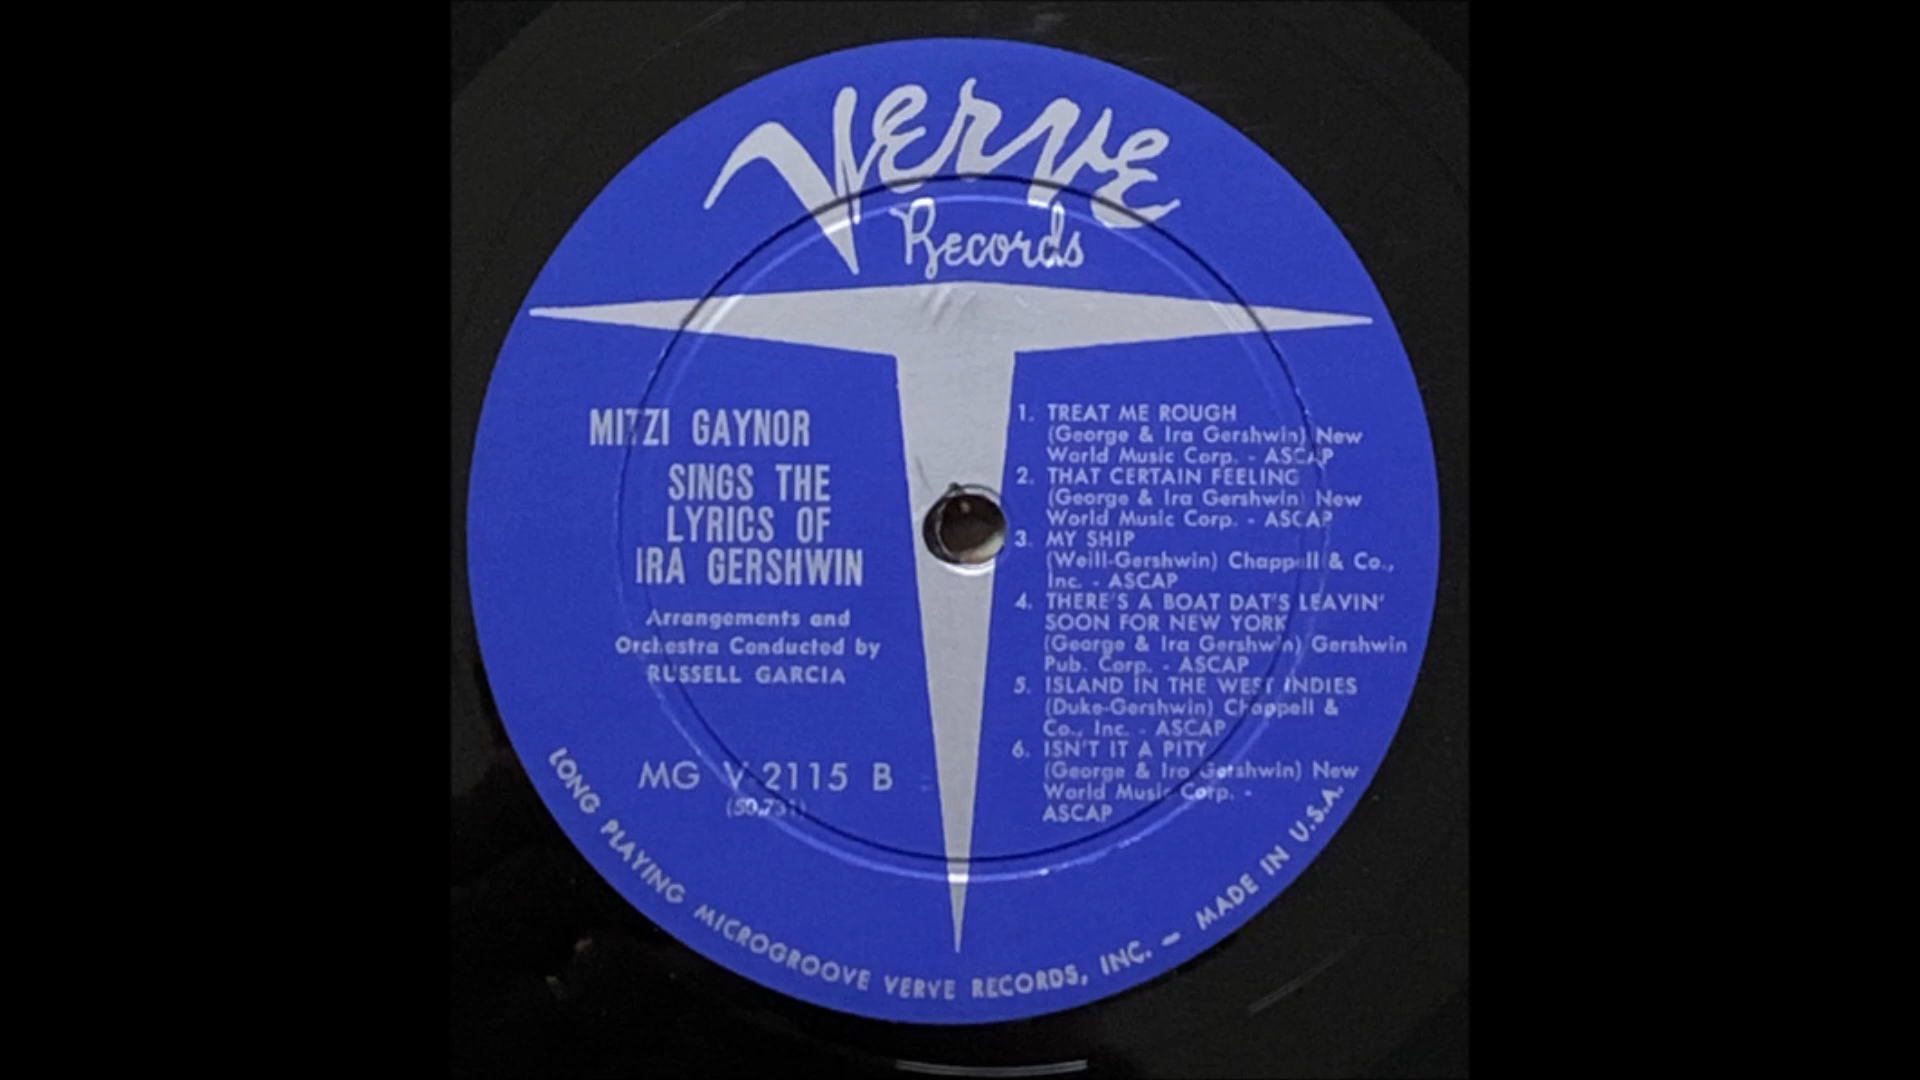 Verve
Records
MITZI GAYNOR
SINGS THE
LYRICS OF
IRA GERSHWIN
Arrangements and
Orchestra Conducted by
RUSSELL GARCIA
MG V 2115 B
(50,731)
1. TREAT ME ROUGH
(George & Ira Gershwin) New
World Music Corp. - ASCAP
2. THAT CERTAIN FEELING
(George & Ira Gershwin) New
World Music Corp. - ASCAP
3. MY SHIP
(Weill-Gershwin) Chappell & Co.,
Inc. - ASCAP
4. THERE'S A BOAT DAT'S LEAVIN'
SOON FOR NEW YORK
(George & Ira Gershwin) Gershwin
Pub. Corp. - ASCAP
5. ISLAND IN THE WEST INDIES
(Duke-Gershwin) Chappell &
Co., Inc. - ASCAP
6. ISN'T IT A PITY
(George & Ira Gershwin) New
World Music Corp. -
ASCAP
LONG PLAYING MICROGROOVE VERVE RECORDS, INC. - MADE IN U.S.A.